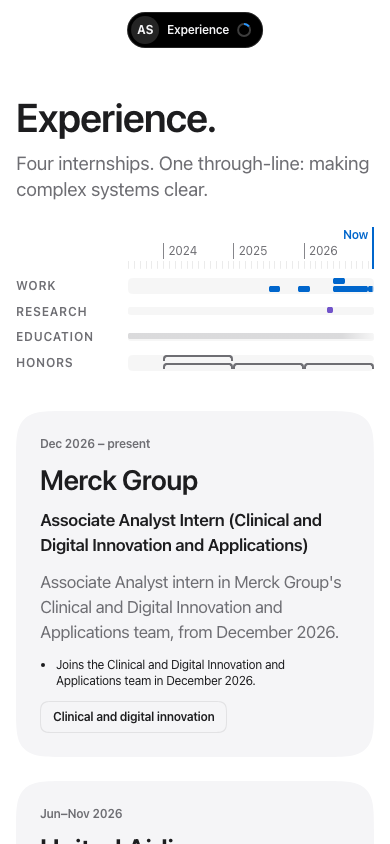 AS Experience
Experience.
Four internships. One through-line: making
complex systems clear.
Now
2024 2025 2026
WORK
RESEARCH
EDUCATION
HONORS
Dec 2026 – present
Merck Group
Associate Analyst Intern (Clinical and
Digital Innovation and Applications)
Associate Analyst intern in Merck Group's
Clinical and Digital Innovation and
Applications team, from December 2026.
• Joins the Clinical and Digital Innovation and
Applications team in December 2026.
Clinical and digital innovation
Jun–Nov 2026